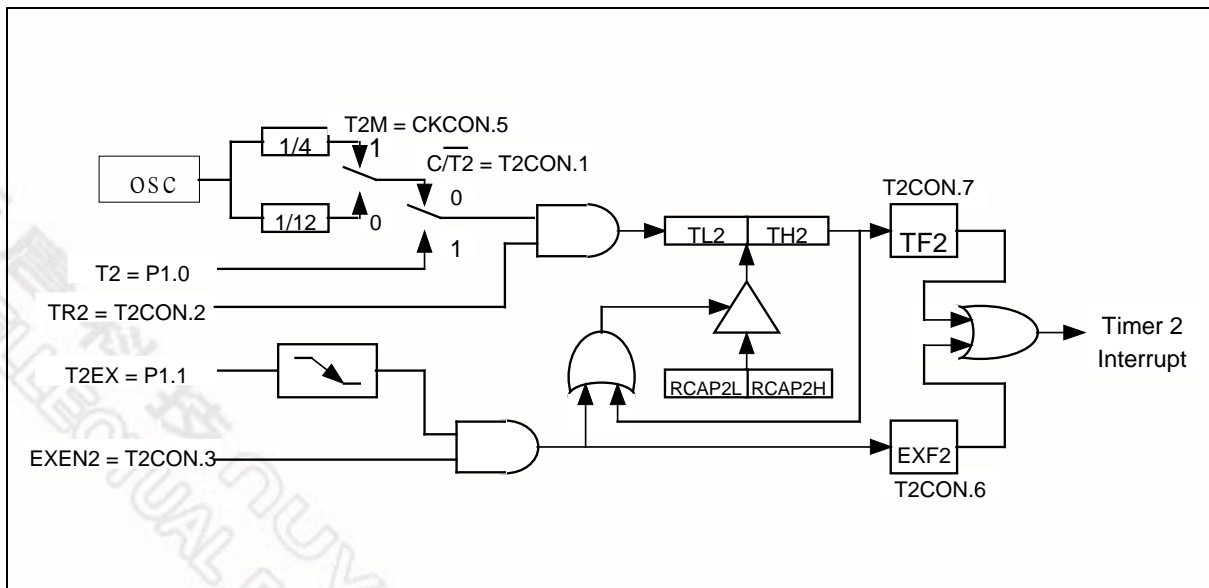 T2M = CKCON.5
1/4
1
C/T2 = T2CON.1
osc
0
T2CON.7
1/12
0
TF2
TL2 TH2
1
T2 = P1.0
TR2 = T2CON.2
Timer 2
Interrupt
T2EX = P1.1
RCAP2L RCAP2H
EXEN2 = T2CON.3
EXF2
T2CON.6